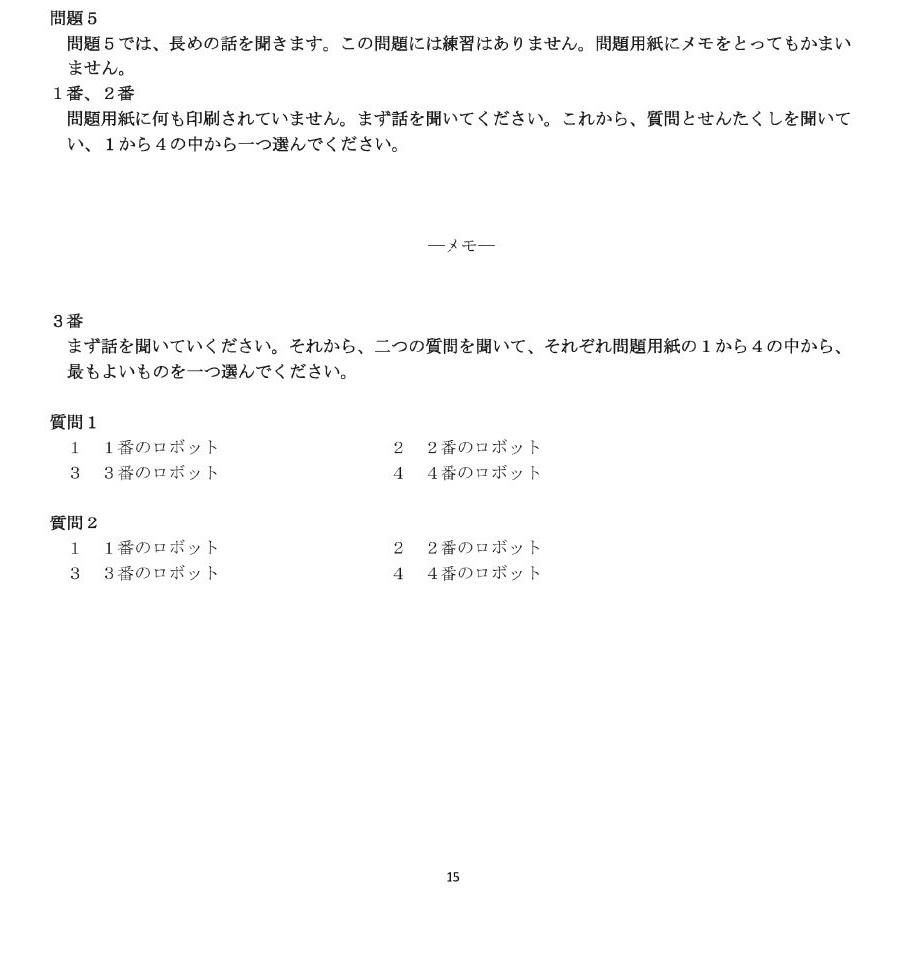 問題５
問題５では、長めの話を聞きます。この問題には練習はありません。問題用紙にメモをとってもかまい
ません。
１番、２番
問題用紙に何も印刷されていません。まず話を聞いてください。これから、質問とせんたくしを聞いて
い、１から４の中から一つ選んでください。
―メモ―
３番
まず話を聞いていください。それから、二つの質問を聞いて、それぞれ問題用紙の１から４の中から、
最もよいものを一つ選んでください。
質問１
1 １番のロボット 2 ２番のロボット
3 ３番のロボット 4 ４番のロボット
質問２
1 １番のロボット 2 ２番のロボット
3 ３番のロボット 4 ４番のロボット
15